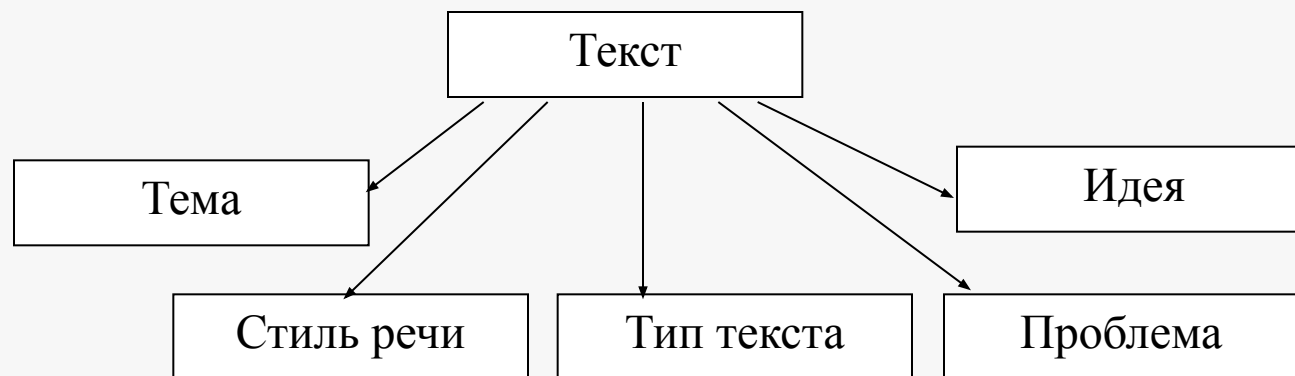 Текст
Тема
Идея
Стиль речи
Тип текста
Проблема